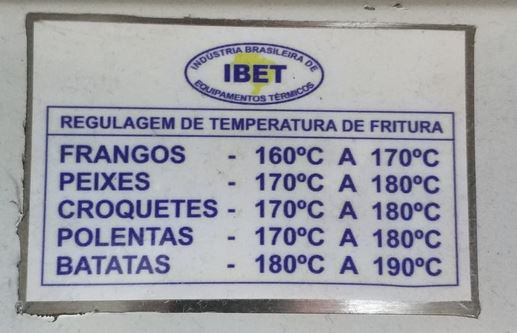 INDÚSTRIA BRASILEIRA DE
IBET
EQUIPAMENTOS TÉRMICOS
REGULAGEM DE TEMPERATURA DE FRITURA
FRANGOS - 160ºC A 170ºC
PEIXES - 170ºC A 180ºC
CROQUETES - 170ºC A 180ºC
POLENTAS - 170ºC A 180ºC
BATATAS - 180ºC A 190ºC